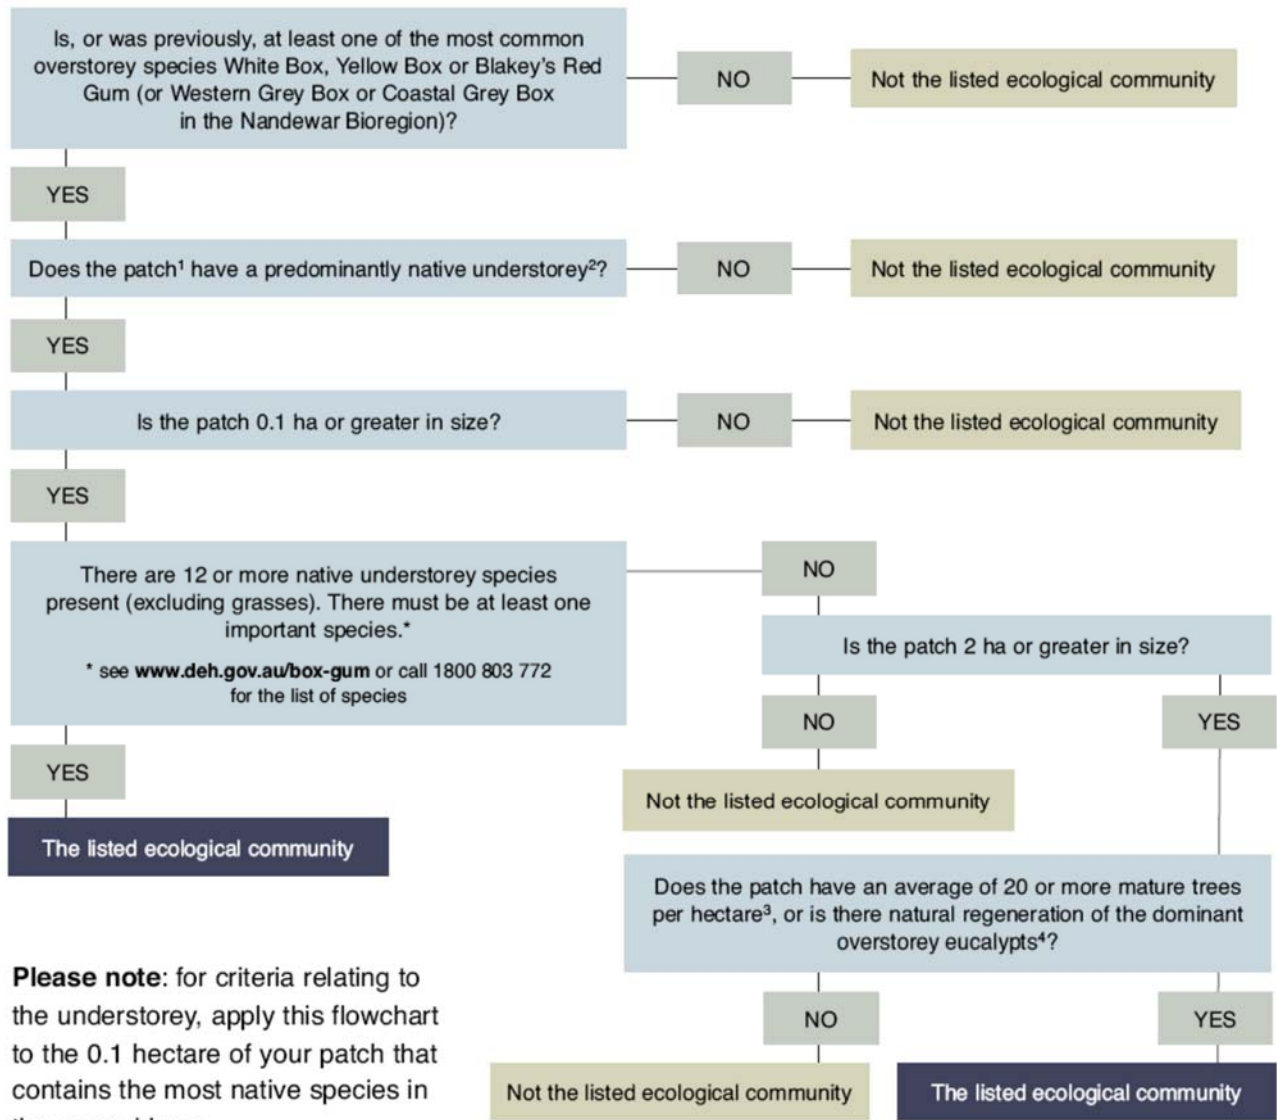 Is, or was previously, at least one of the most common
overstorey species White Box, Yellow Box or Blakey's Red
Gum (or Western Grey Box or Coastal Grey Box
in the Nandewar Bioregion)?
NO
Not the listed ecological community
YES
Does the patch¹ have a predominantly native understorey²?
NO
Not the listed ecological community
YES
Is the patch 0.1 ha or greater in size?
NO
Not the listed ecological community
YES
There are 12 or more native understorey species
present (excluding grasses). There must be at least one
important species.*
* see www.deh.gov.au/box-gum or call 1800 803 772
for the list of species
NO
Is the patch 2 ha or greater in size?
NO
YES
YES
Not the listed ecological community
The listed ecological community
Does the patch have an average of 20 or more mature trees
per hectare³, or is there natural regeneration of the dominant
overstorey eucalypts⁴?
NO
YES
Not the listed ecological community
The listed ecological community
Please note: for criteria relating to
the understorey, apply this flowchart
to the 0.1 hectare of your patch that
contains the most native species in